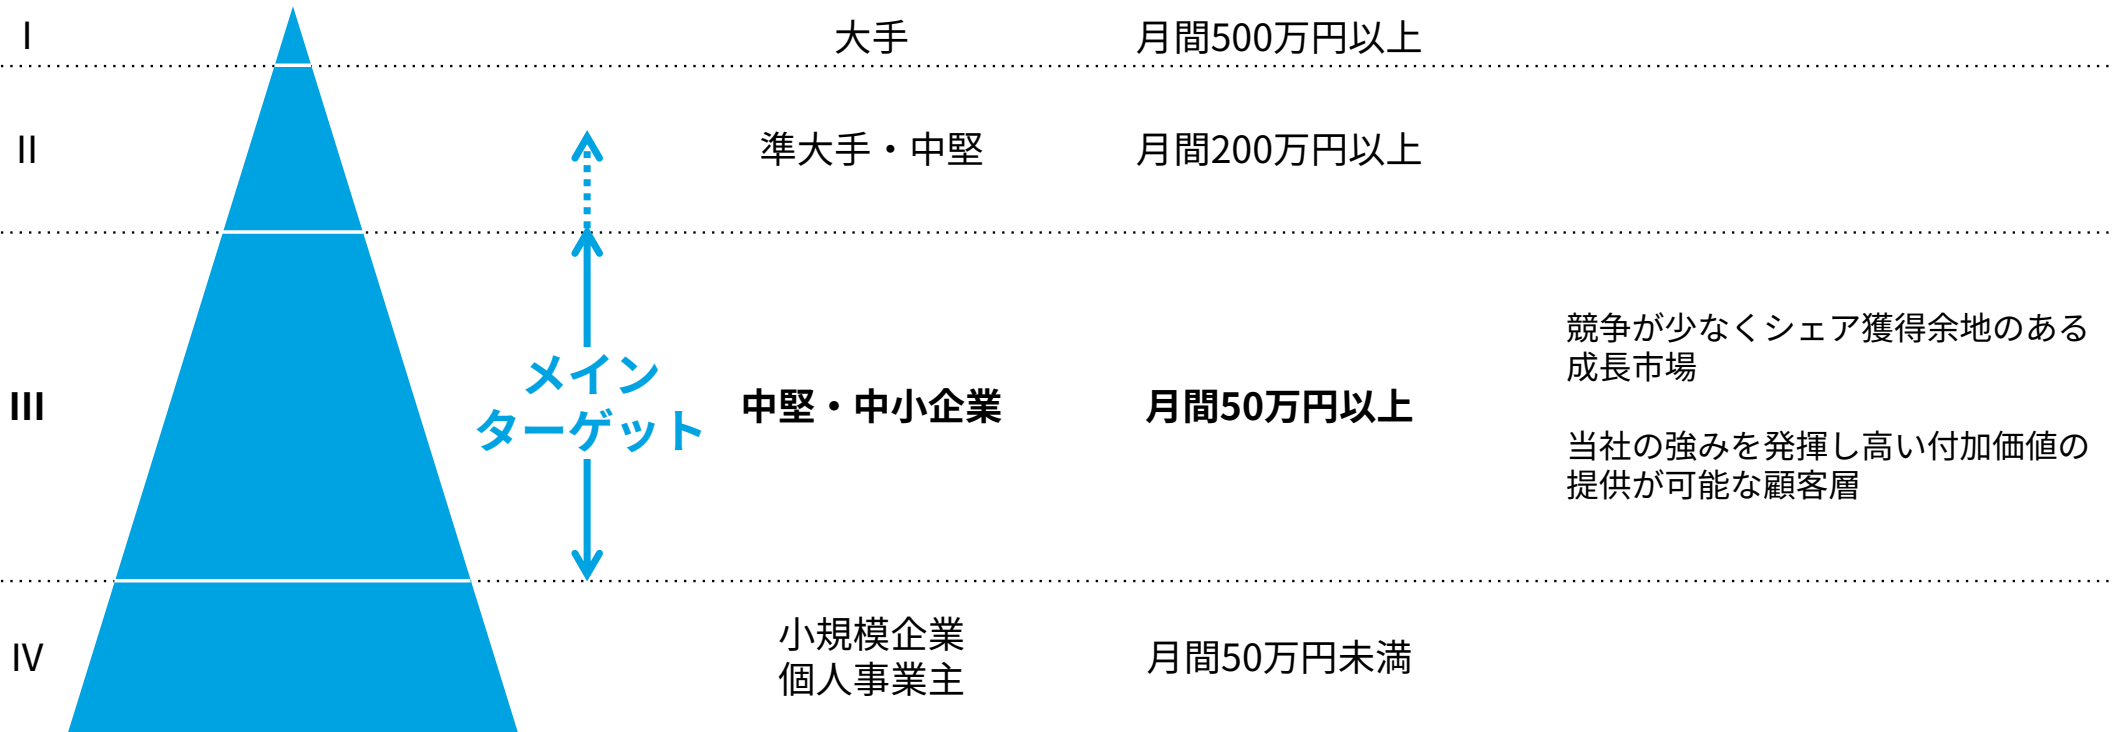 I
大手
月間500万円以上
II
準大手・中堅
月間200万円以上
III
メイン
ターゲット
中堅・中小企業
月間50万円以上
競争が少なくシェア獲得余地のある
成長市場
当社の強みを発揮し高い付加価値の
提供が可能な顧客層
IV
小規模企業
個人事業主
月間50万円未満